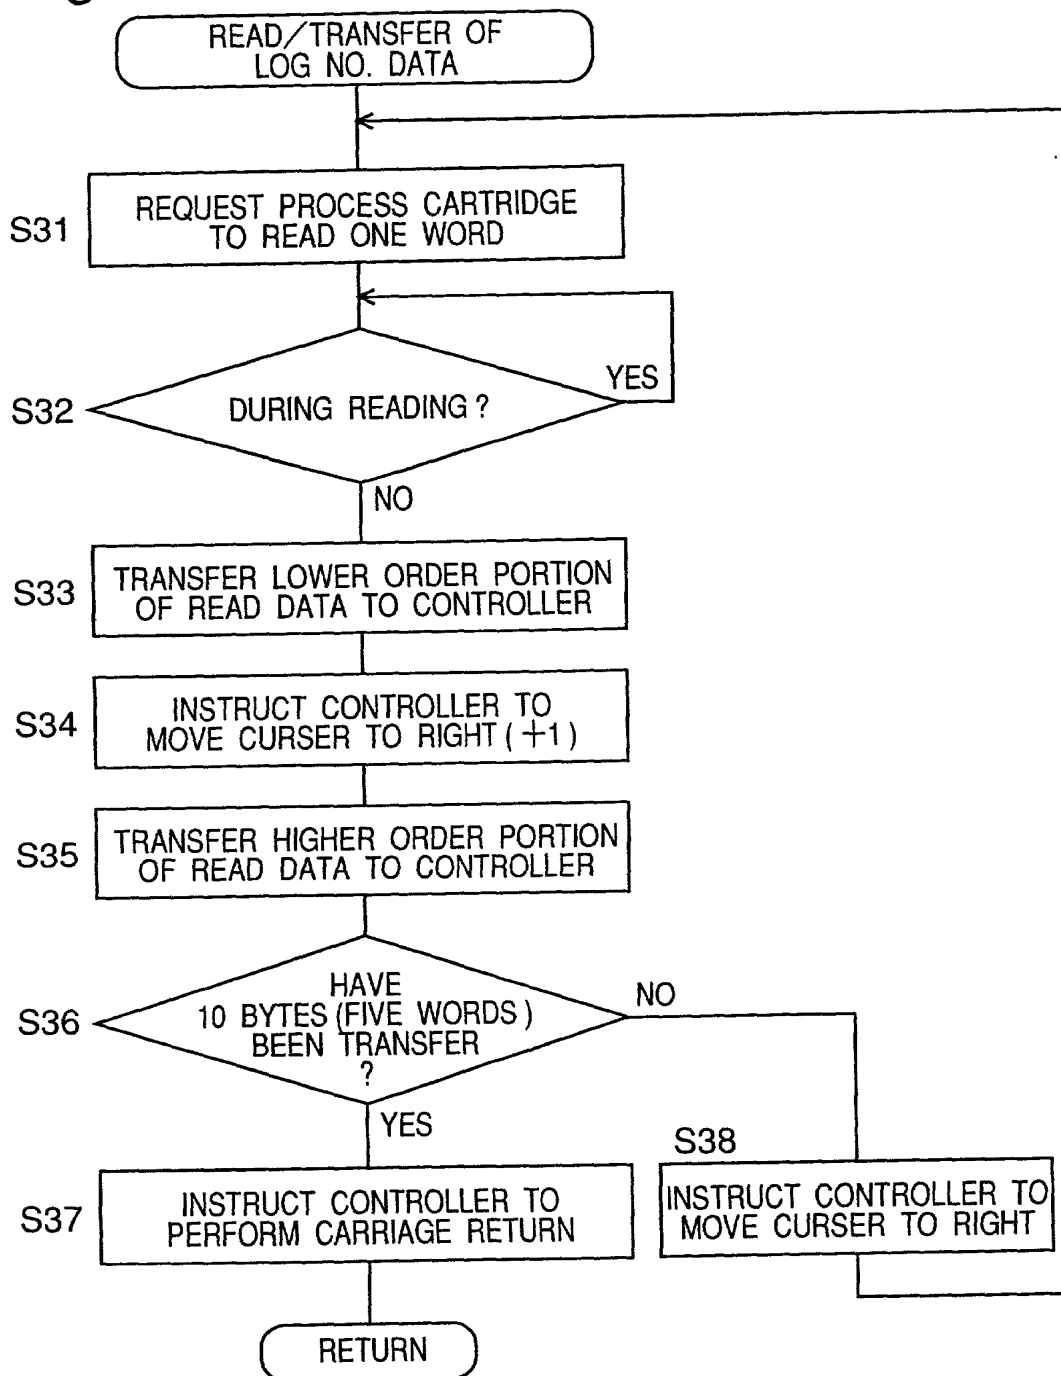 READ/TRANSFER OF
LOG NO. DATA
S31
REQUEST PROCESS CARTRIDGE
TO READ ONE WORD
S32
DURING READING ?
YES
NO
S33
TRANSFER LOWER ORDER PORTION
OF READ DATA TO CONTROLLER
S34
INSTRUCT CONTROLLER TO
MOVE CURSER TO RIGHT ( +1 )
S35
TRANSFER HIGHER ORDER PORTION
OF READ DATA TO CONTROLLER
S36
HAVE
10 BYTES (FIVE WORDS )
BEEN TRANSFER
?
NO
YES
S37
INSTRUCT CONTROLLER TO
PERFORM CARRIAGE RETURN
S38
INSTRUCT CONTROLLER TO
MOVE CURSER TO RIGHT
RETURN